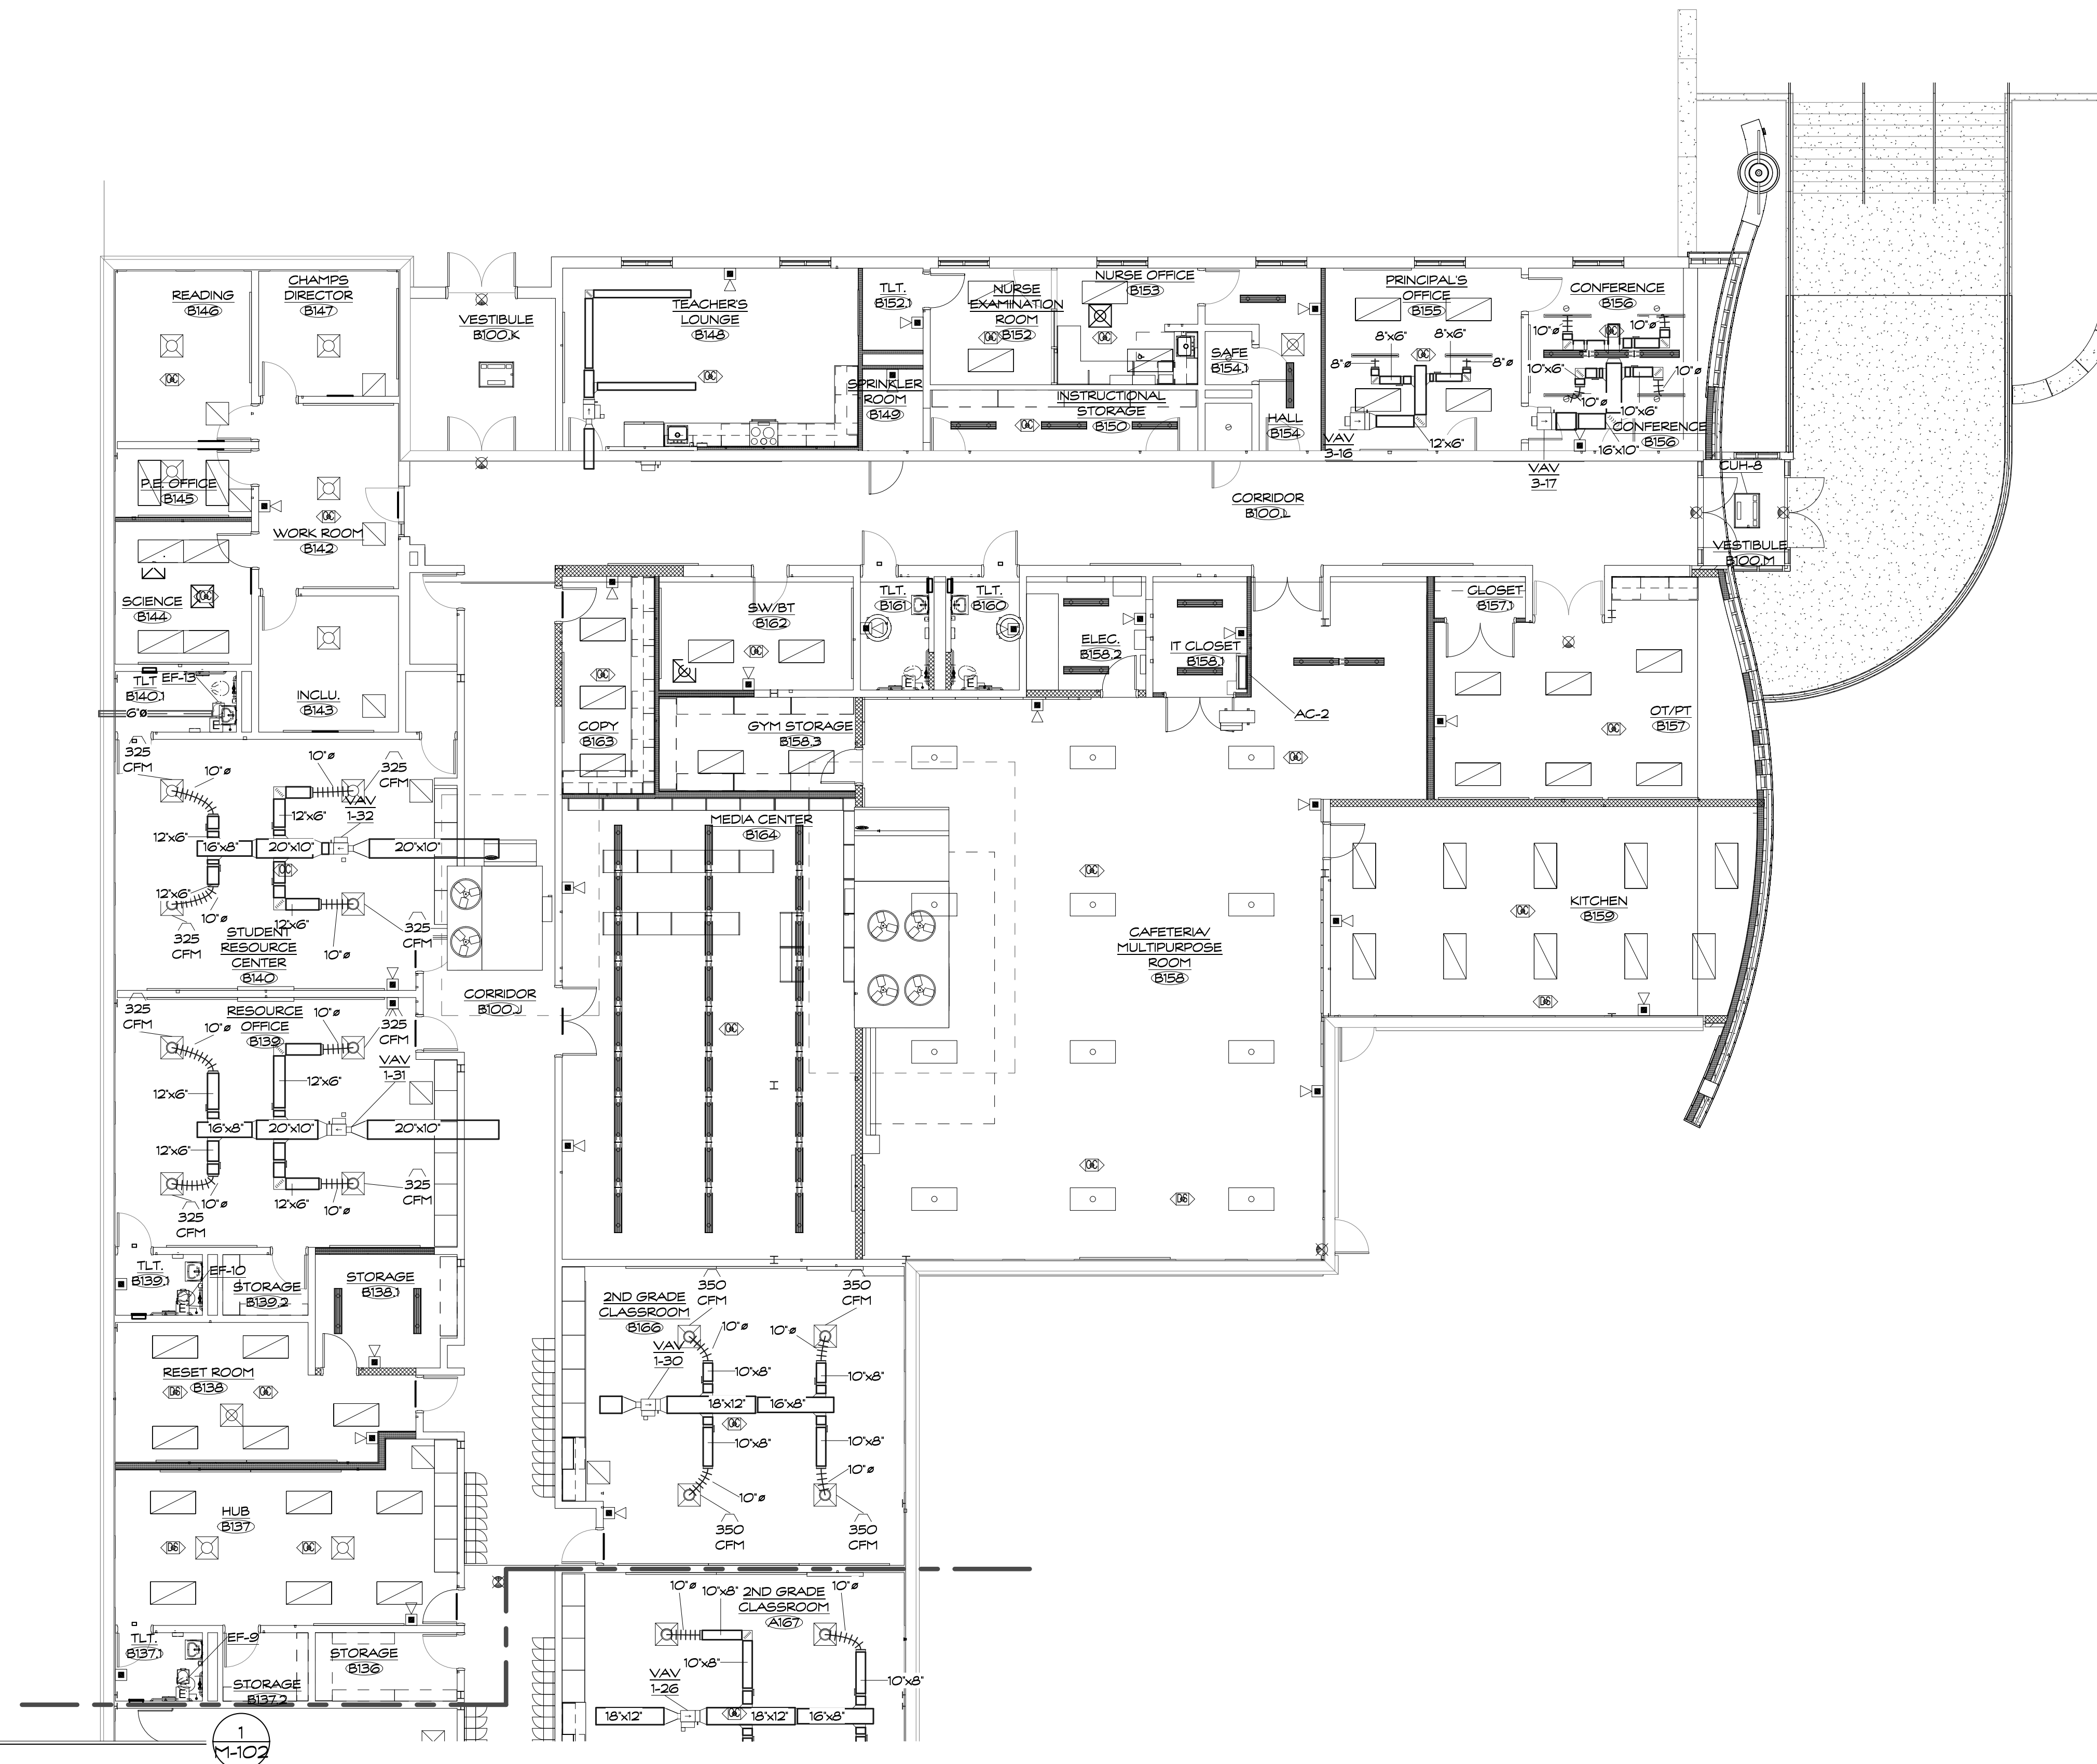 READING
B146
CHAMPS
DIRECTOR
B147
VESTIBULE
B100.K
TEACHER'S
LOUNGE
B148
TLT.
B152.1
NURSE
EXAMINATION
ROOM
B152
NURSE OFFICE
B153
PRINCIPAL'S
OFFICE
B155
CONFERENCE
B156
10"ø
10"ø
8"x6"
8"x6"
8"ø
8"ø
10"x6"
10"ø
10"ø
10"x6"
SAFE
B154.1
SPRINKLER
ROOM
B149
INSTRUCTIONAL
STORAGE
B150
HALL
B154
VAV
3-16
12"x6"
CONFERENCE
B156
16"x10"
VAV
3-17
CUH-8
P.E. OFFICE
B145
WORK ROOM
B142
CORRIDOR
B100.L
VESTIBULE
B100.M
SCIENCE
B144
SW/BT
B162
TLT.
B161
TLT.
B160
ELEC.
B158.2
IT CLOSET
B158.1
CLOSET
B157.1
TLT
B140.1
EF-13
6"ø
E
INCLU.
B143
COPY
B163
GYM STORAGE
B158.3
E
E
AC-2
OT/PT
B157
325
CFM
10"ø
10"ø
325
CFM
VAV
1-32
12"x6"
12"x6"
16"x8"
20"x10"
20"x10"
12"x6"
10"ø
12"x6"
325
CFM
10"ø
325
CFM
STUDENT
RESOURCE
CENTER
B140
MEDIA CENTER
B164
CAFETERIA/
MULTIPURPOSE
ROOM
B158
KITCHEN
B159
CORRIDOR
B100.J
325
CFM
RESOURCE
OFFICE
B139
10"ø
10"ø
325
CFM
VAV
1-31
12"x6"
12"x6"
16"x8"
20"x10"
20"x10"
12"x6"
10"ø
12"x6"
10"ø
325
CFM
325
CFM
TLT.
B139.1
EF-10
E
STORAGE
B139.2
STORAGE
B138.1
RESET ROOM
B138
350
CFM
350
CFM
2ND GRADE
CLASSROOM
B166
VAV
1-30
10"ø
10"ø
10"x8"
10"x8"
18"x12"
16"x8"
10"x8"
10"x8"
10"ø
10"ø
350
CFM
350
CFM
HUB
B137
TLT.
B137.1
EF-9
E
STORAGE
B137.2
STORAGE
B136
10"ø
10"x8"
2ND GRADE
CLASSROOM
A167
10"ø
10"x8"
10"x8"
VAV
1-26
18"x12"
18"x12"
16"x8"
1
M-102